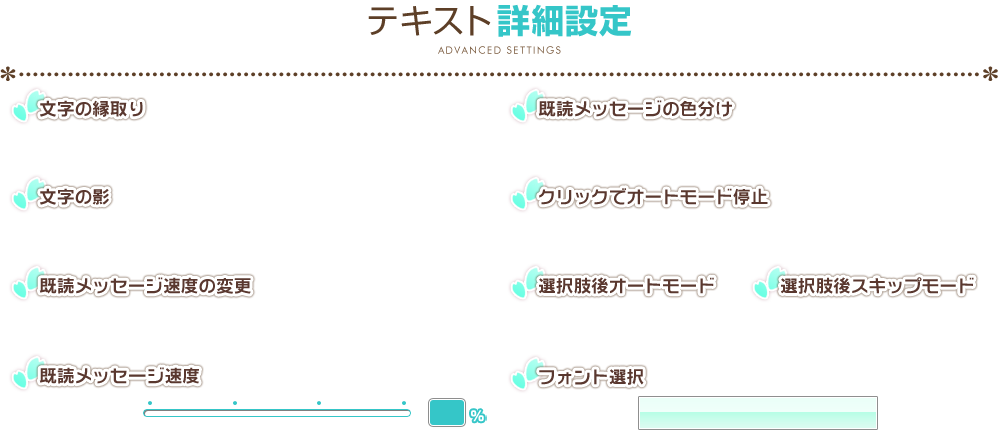 テキスト詳細設定
ADVANCED SETTINGS
文字の縁取り
既読メッセージの色分け
文字の影
クリックでオートモード停止
既読メッセージ速度の変更
選択肢後オートモード
選択肢後スキップモード
既読メッセージ速度
フォント選択
%